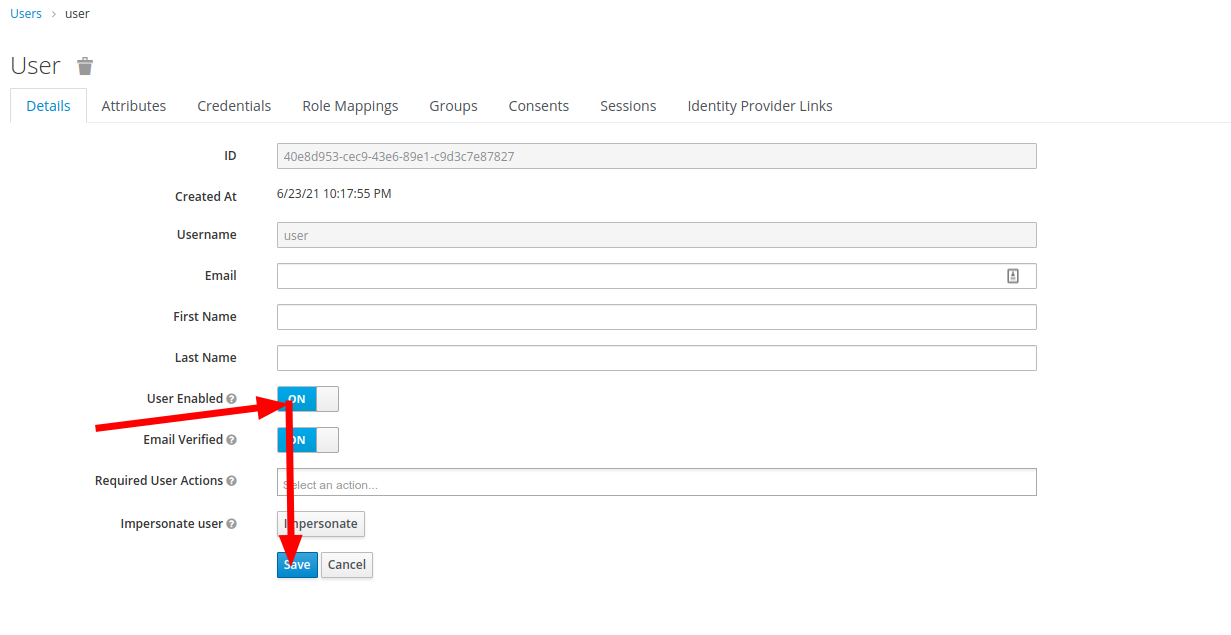 Users › user
User
Details Attributes Credentials Role Mappings Groups Consents Sessions Identity Provider Links
ID 40e8d953-cec9-43e6-89e1-c9d3c7e87827
Created At 6/23/21 10:17:55 PM
Username user
Email
First Name
Last Name
User Enabled ON
Email Verified ON
Required User Actions Select an action...
Impersonate user Impersonate
Save Cancel